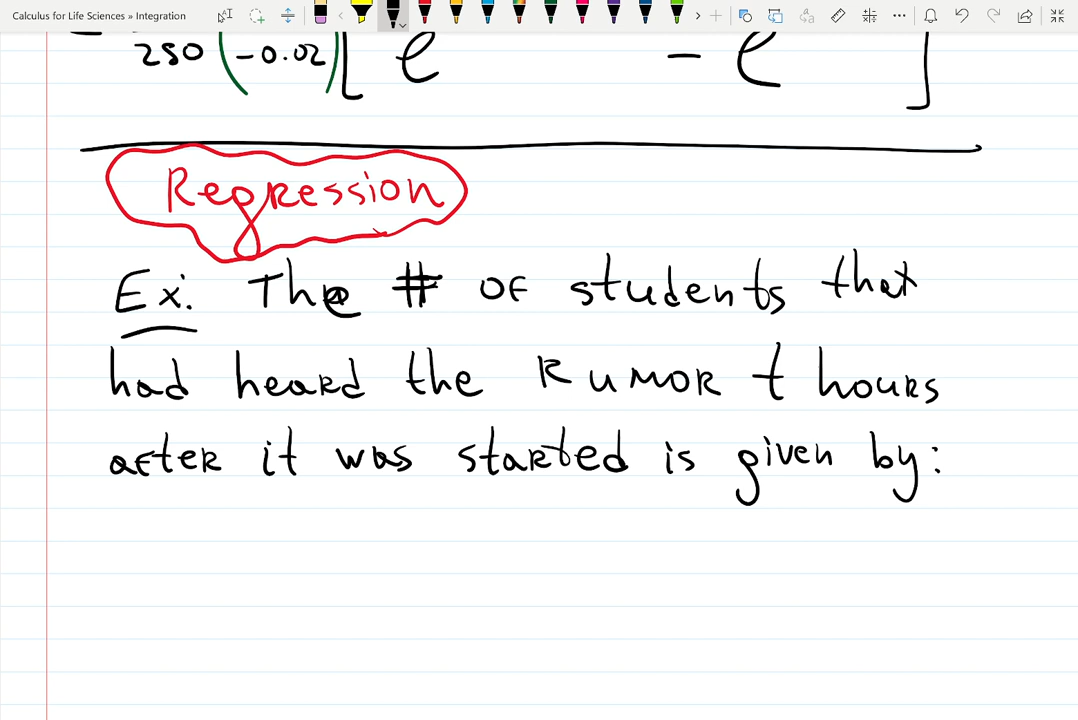 Calculus for Life Sciences » Integration
250 (-0.02) [ e - e ]
Regression
Ex: The # of students that
had heard the rumor t hours
after it was started is given by: